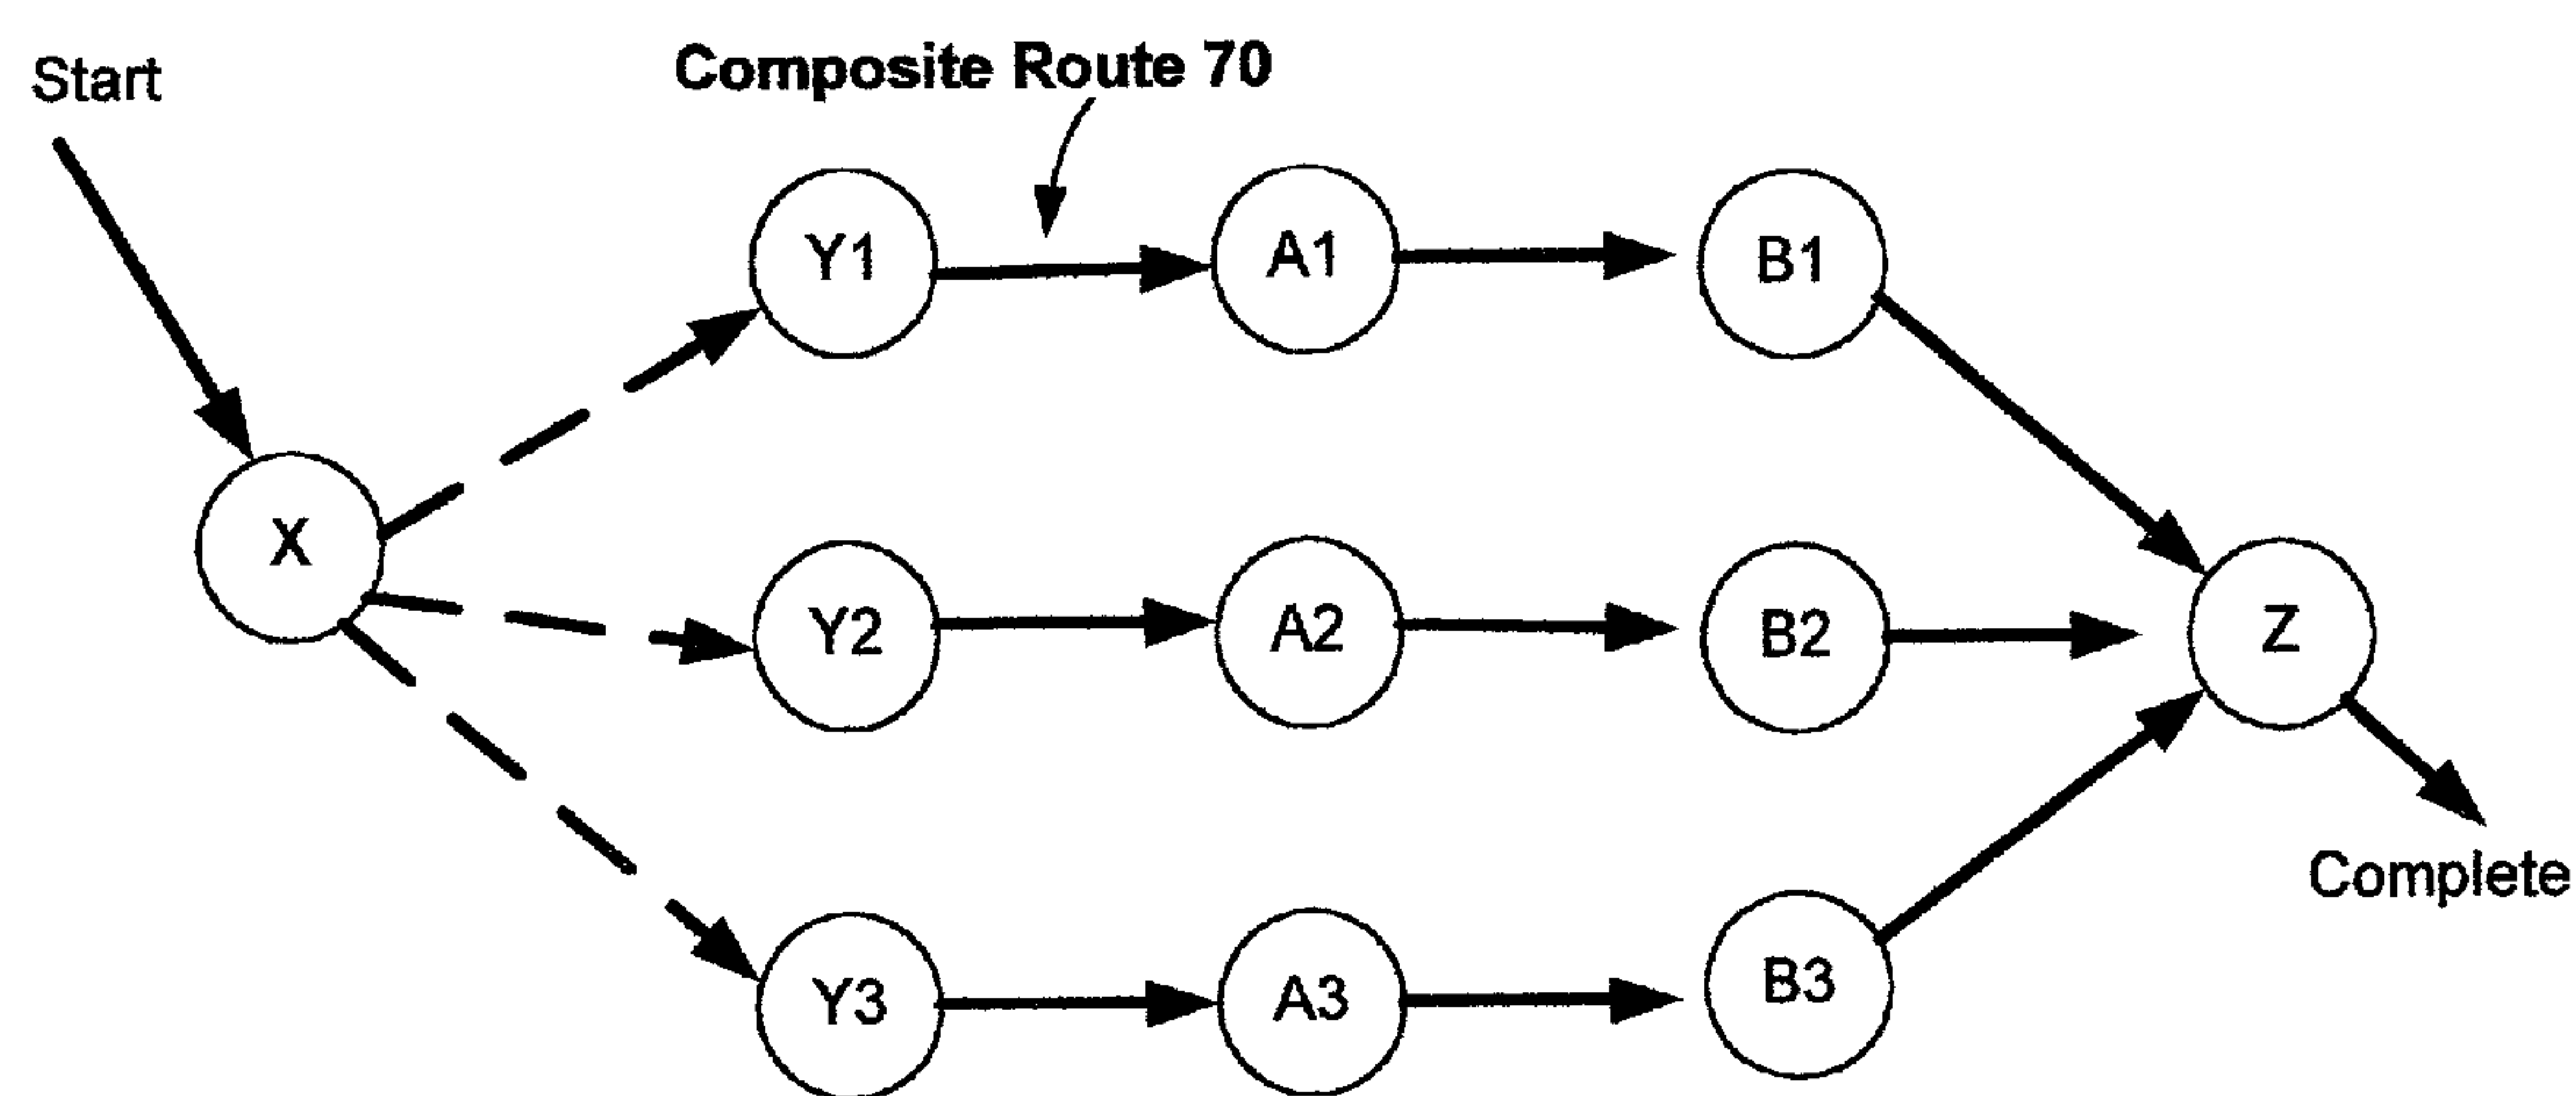 Start
Composite Route 70
Y1
A1
B1
X
Y2
A2
B2
Z
Complete
Y3
A3
B3